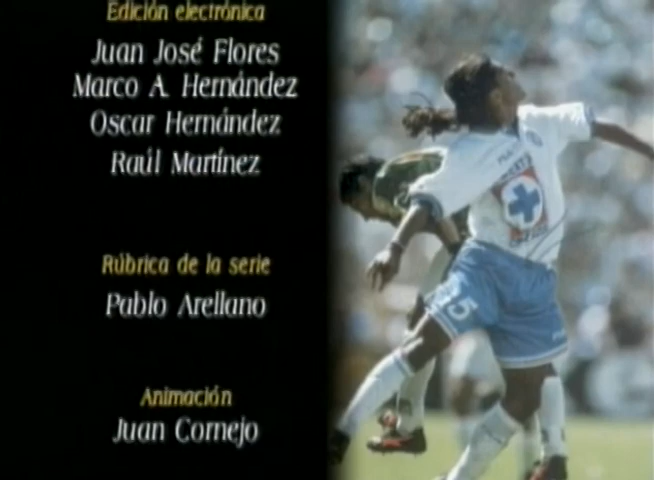 Edición electrónica
Juan José Flores
Marco A. Hernández
Oscar Hernández
Raúl Martínez
Rúbrica de la serie
Pablo Arellano
Animación
Juan Cornejo
15